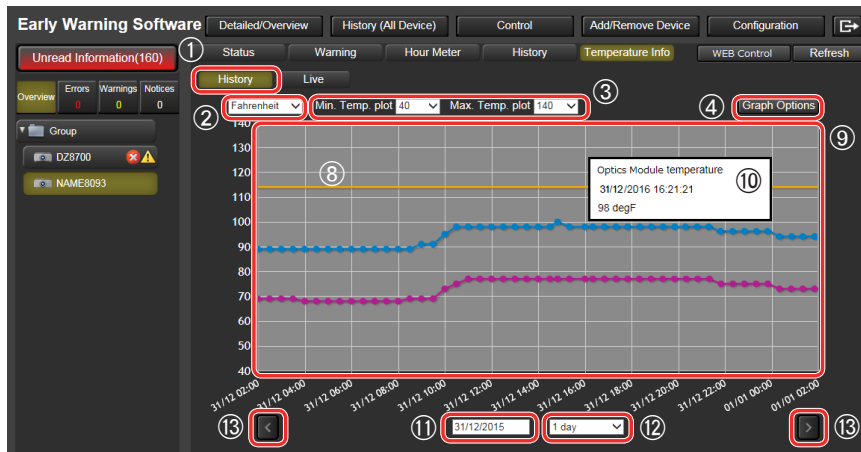 Early Warning Software Detailed/Overview History (All Device) Control Add/Remove Device Configuration
Unread Information(160) ① Status Warning Hour Meter History Temperature Info WEB Control Refresh
Overview Errors 0 Warnings 0 Notices 0
History Live
② Fahrenheit Min. Temp. plot 40 Max. Temp. plot 140 ③ ④ Graph Options
Group
DZ8700
NAME8093
140
130
120
110
100
90
80
70
60
50
40
⑧ ⑨
Optics Module temperature
31/12/2016 16:21:21 ⑩
98 degF
31/12 02:00 31/12 04:00 31/12 06:00 31/12 08:00 31/12 10:00 31/12 12:00 31/12 14:00 31/12 16:00 31/12 18:00 31/12 20:00 31/12 22:00 01/01 00:00 01/01 02:00
⑬ < ⑪ 31/12/2015 1 day ⑫ > ⑬